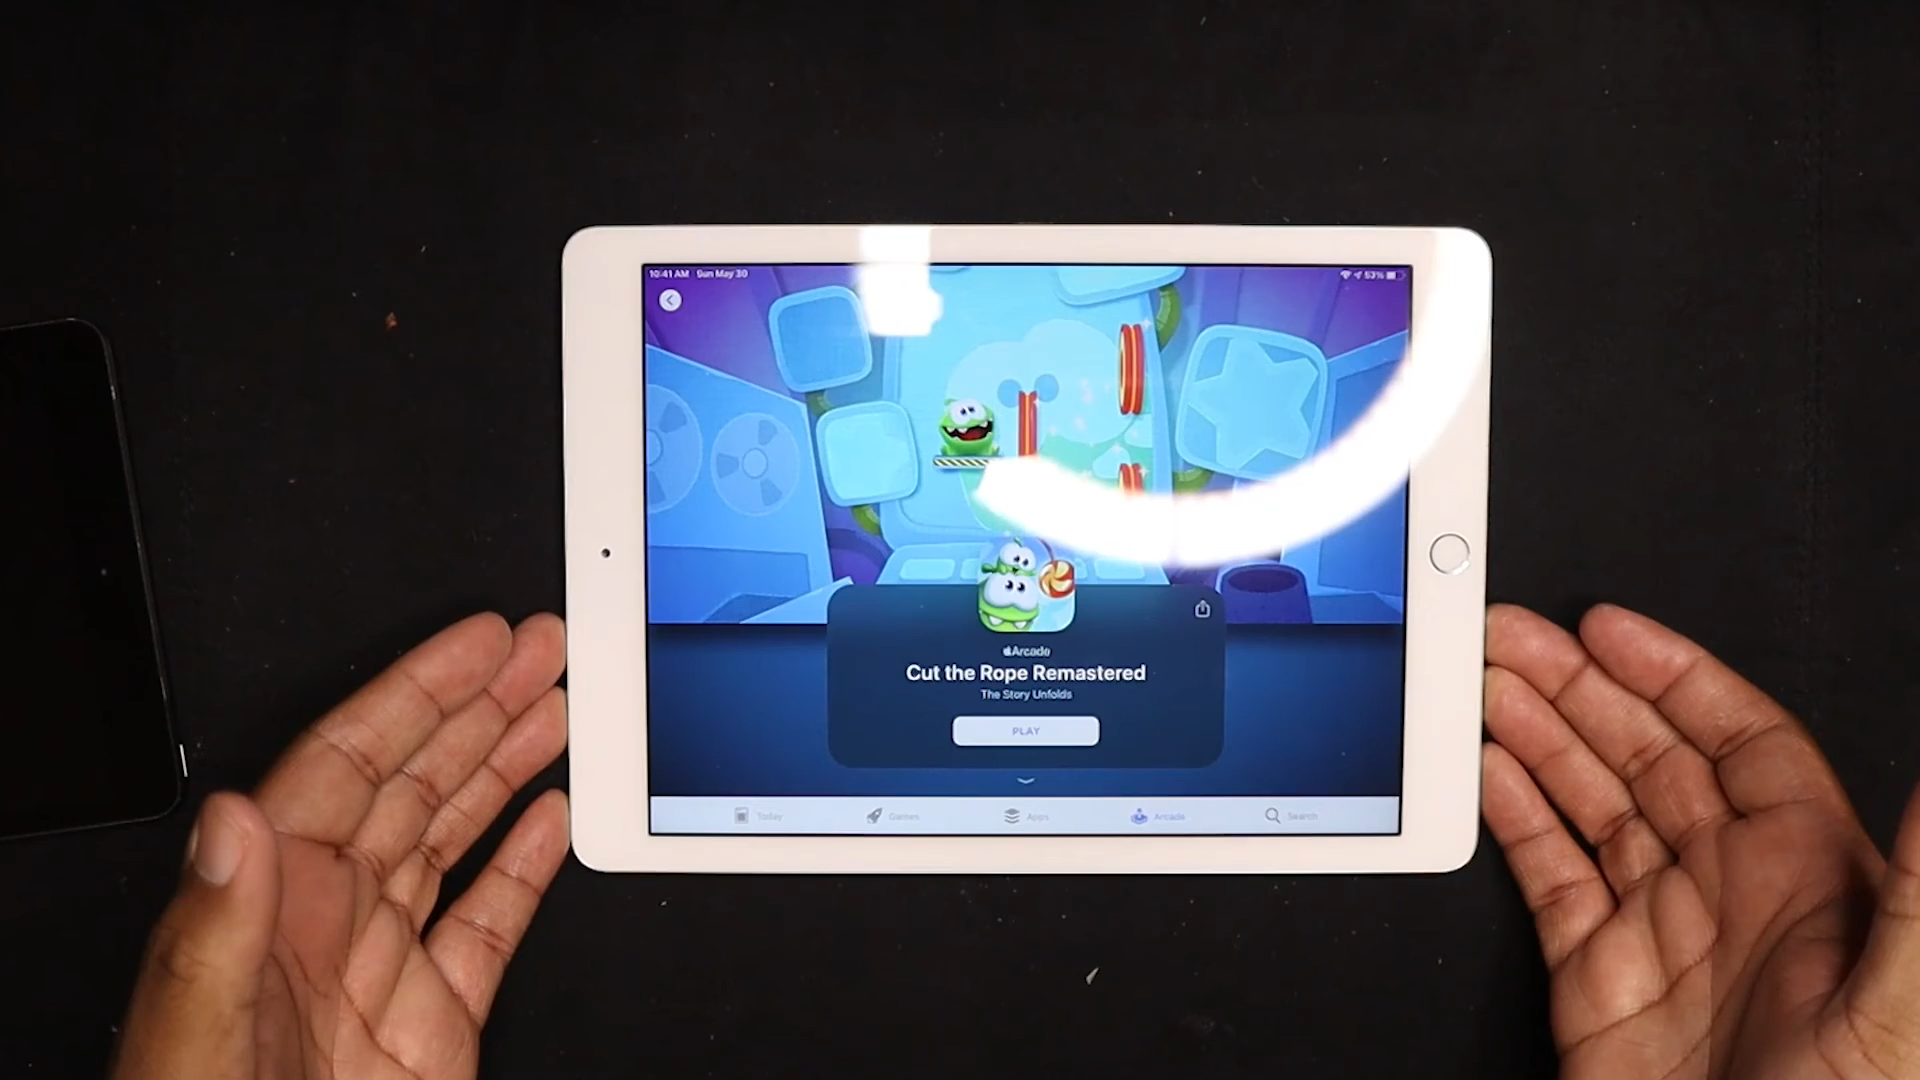 10:41 AM Sun May 30
53%
Arcade
Cut the Rope Remastered
The Story Unfolds
PLAY
Today Games Apps Arcade Search